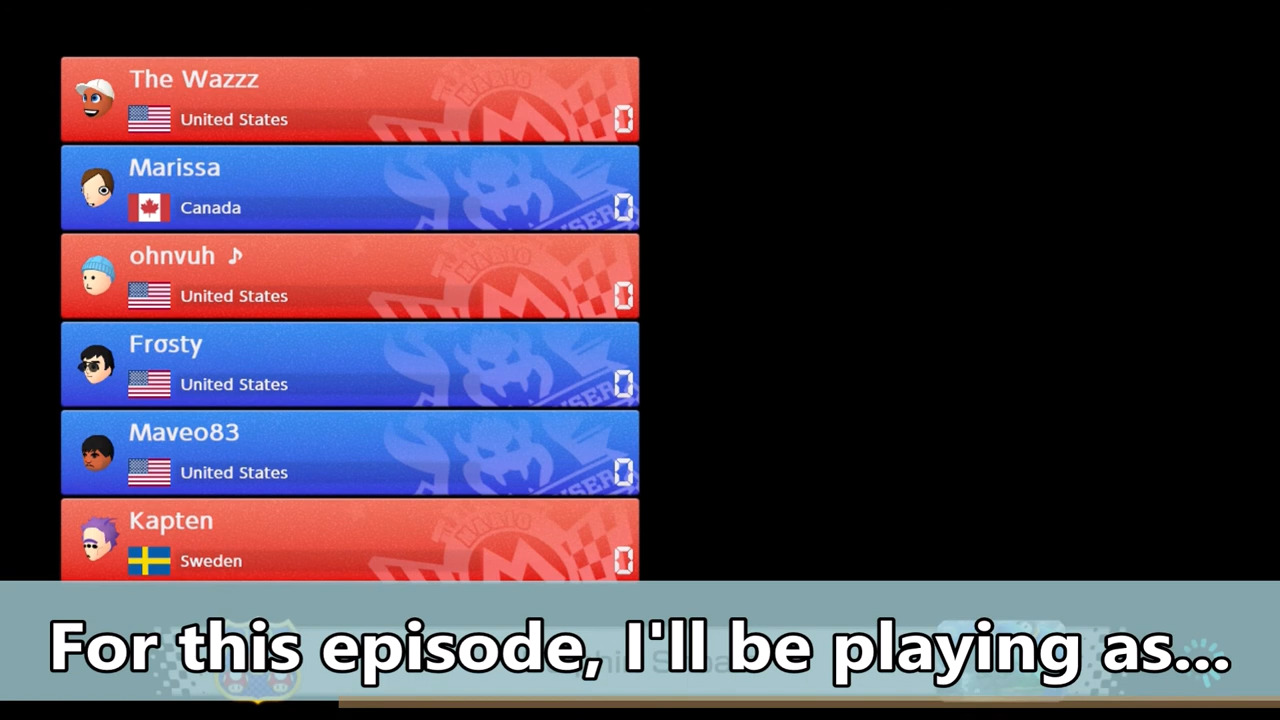 The Wazzz
United States
0
Marissa
Canada
0
ohnvuh ♪
United States
0
Frσsty
United States
0
Maveo83
United States
0
Kapten
Sweden
0
For this episode, I'll be playing as...